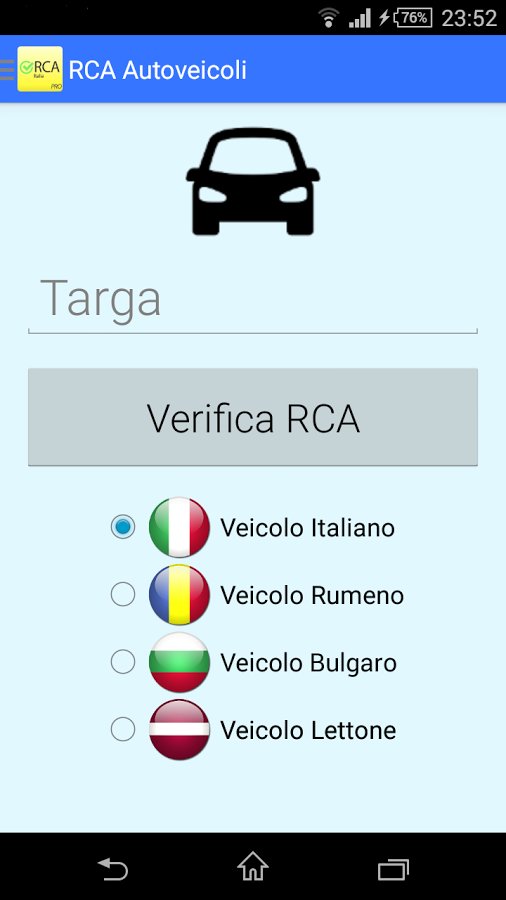 76% 23:52
RCA Italia PRO RCA Autoveicoli
Targa
Verifica RCA
Veicolo Italiano
Veicolo Rumeno
Veicolo Bulgaro
Veicolo Lettone